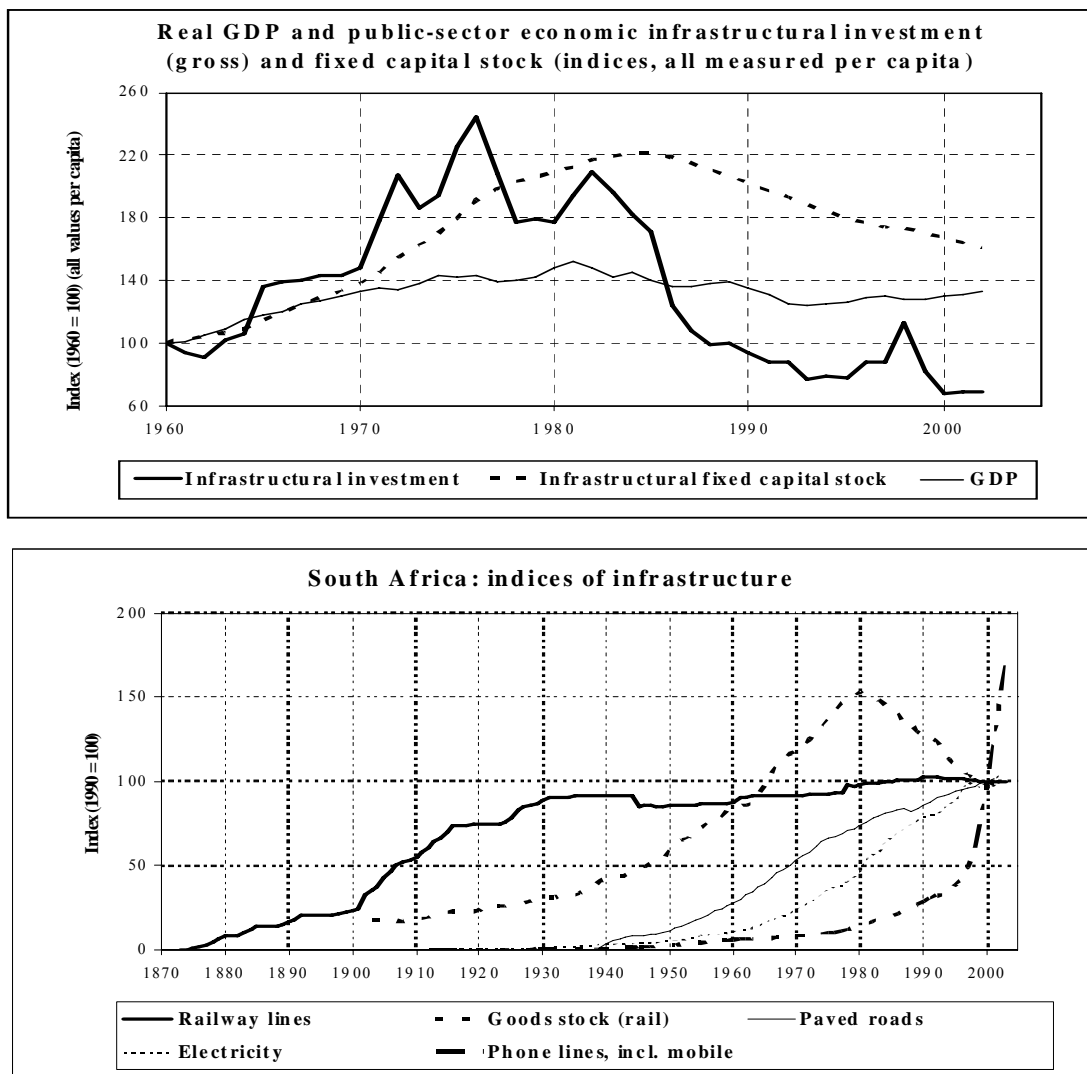 Real GDP and public-sector economic infrastructural investment
(gross) and fixed capital stock (indices, all measured per capita)
Index (1960 = 100) (all values per capita)
260
220
180
140
100
60
1960 1970 1980 1990 2000
Infrastructural investment Infrastructural fixed capital stock GDP
South Africa: indices of infrastructure
Index (1990 = 100)
200
150
100
50
0
1870 1880 1890 1900 1910 1920 1930 1940 1950 1960 1970 1980 1990 2000
Railway lines Goods stock (rail) Paved roads
Electricity Phone lines, incl. mobile